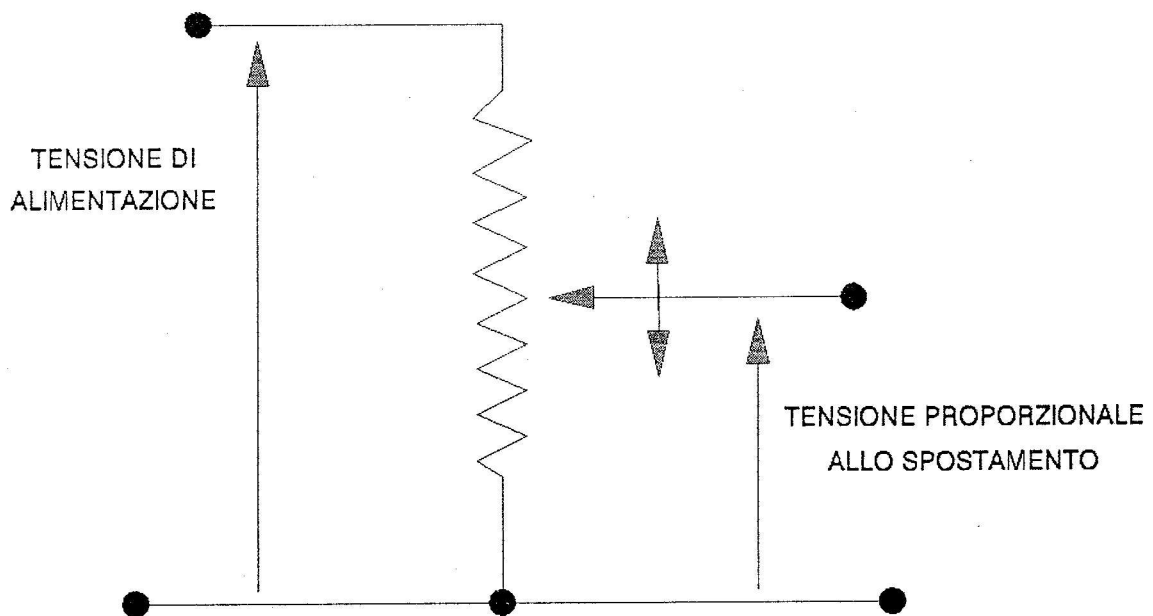 TENSIONE DI
ALIMENTAZIONE
TENSIONE PROPORZIONALE
ALLO SPOSTAMENTO